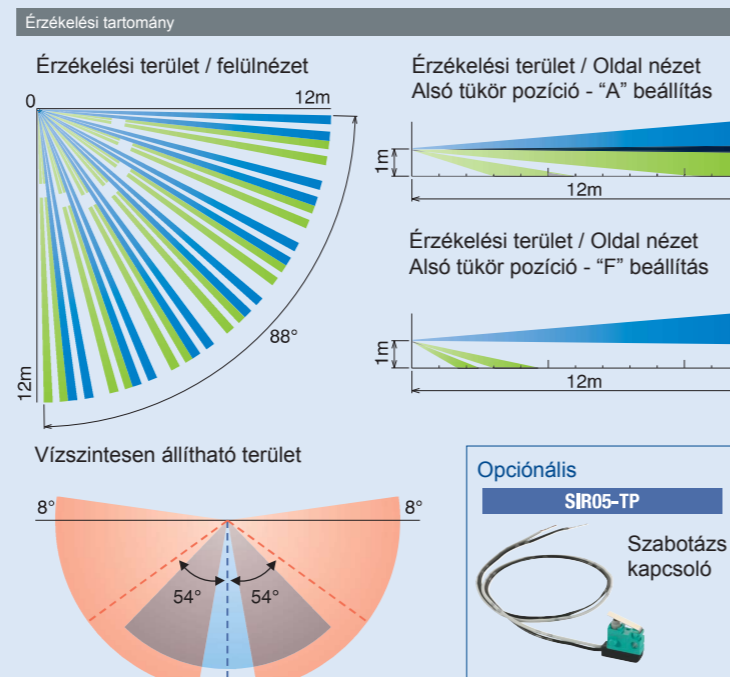 Érzékelési tartomány
Érzékelési terület / felülnézet
0
12m
88°
12m
Érzékelési terület / Oldal nézet
Alsó tükör pozíció - “A” beállítás
1m
12m
Érzékelési terület / Oldal nézet
Alsó tükör pozíció - “F” beállítás
1m
12m
Vízszintesen állítható terület
8°
8°
54°
54°
Opciónális
SIR05-TP
Szabotázs
kapcsoló